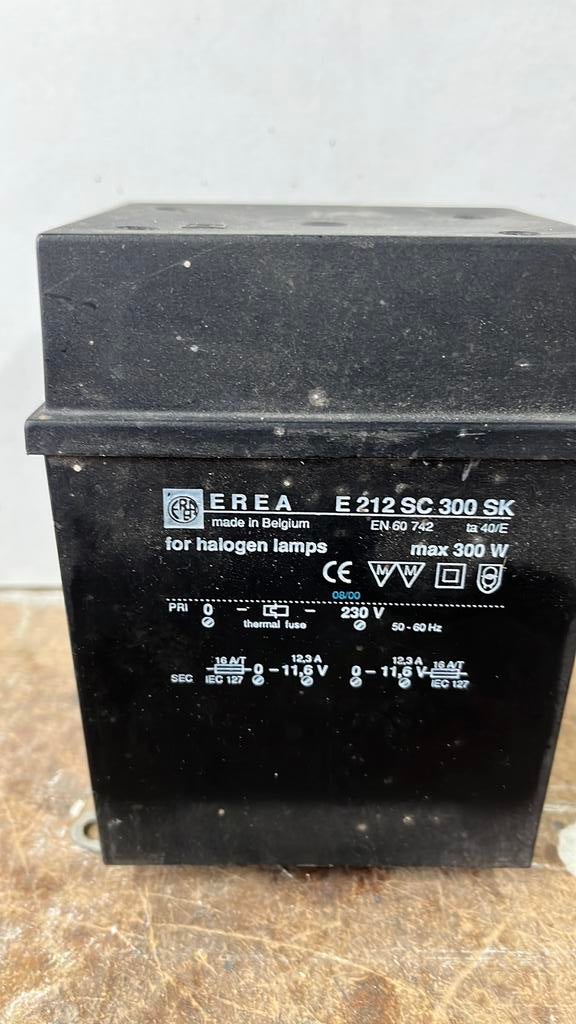 EREA E 212 SC 300 SK
made in Belgium EN 60 742 ta 40/E
for halogen lamps max 300 W
CE M M
08/00
PRI 0 – – 230 V
thermal fuse 50 - 60 Hz
16 A/T 12,3 A 12,3 A 16 A/T
SEC 0 – 11,6 V 0 – 11,6 V
IEC 127 IEC 127